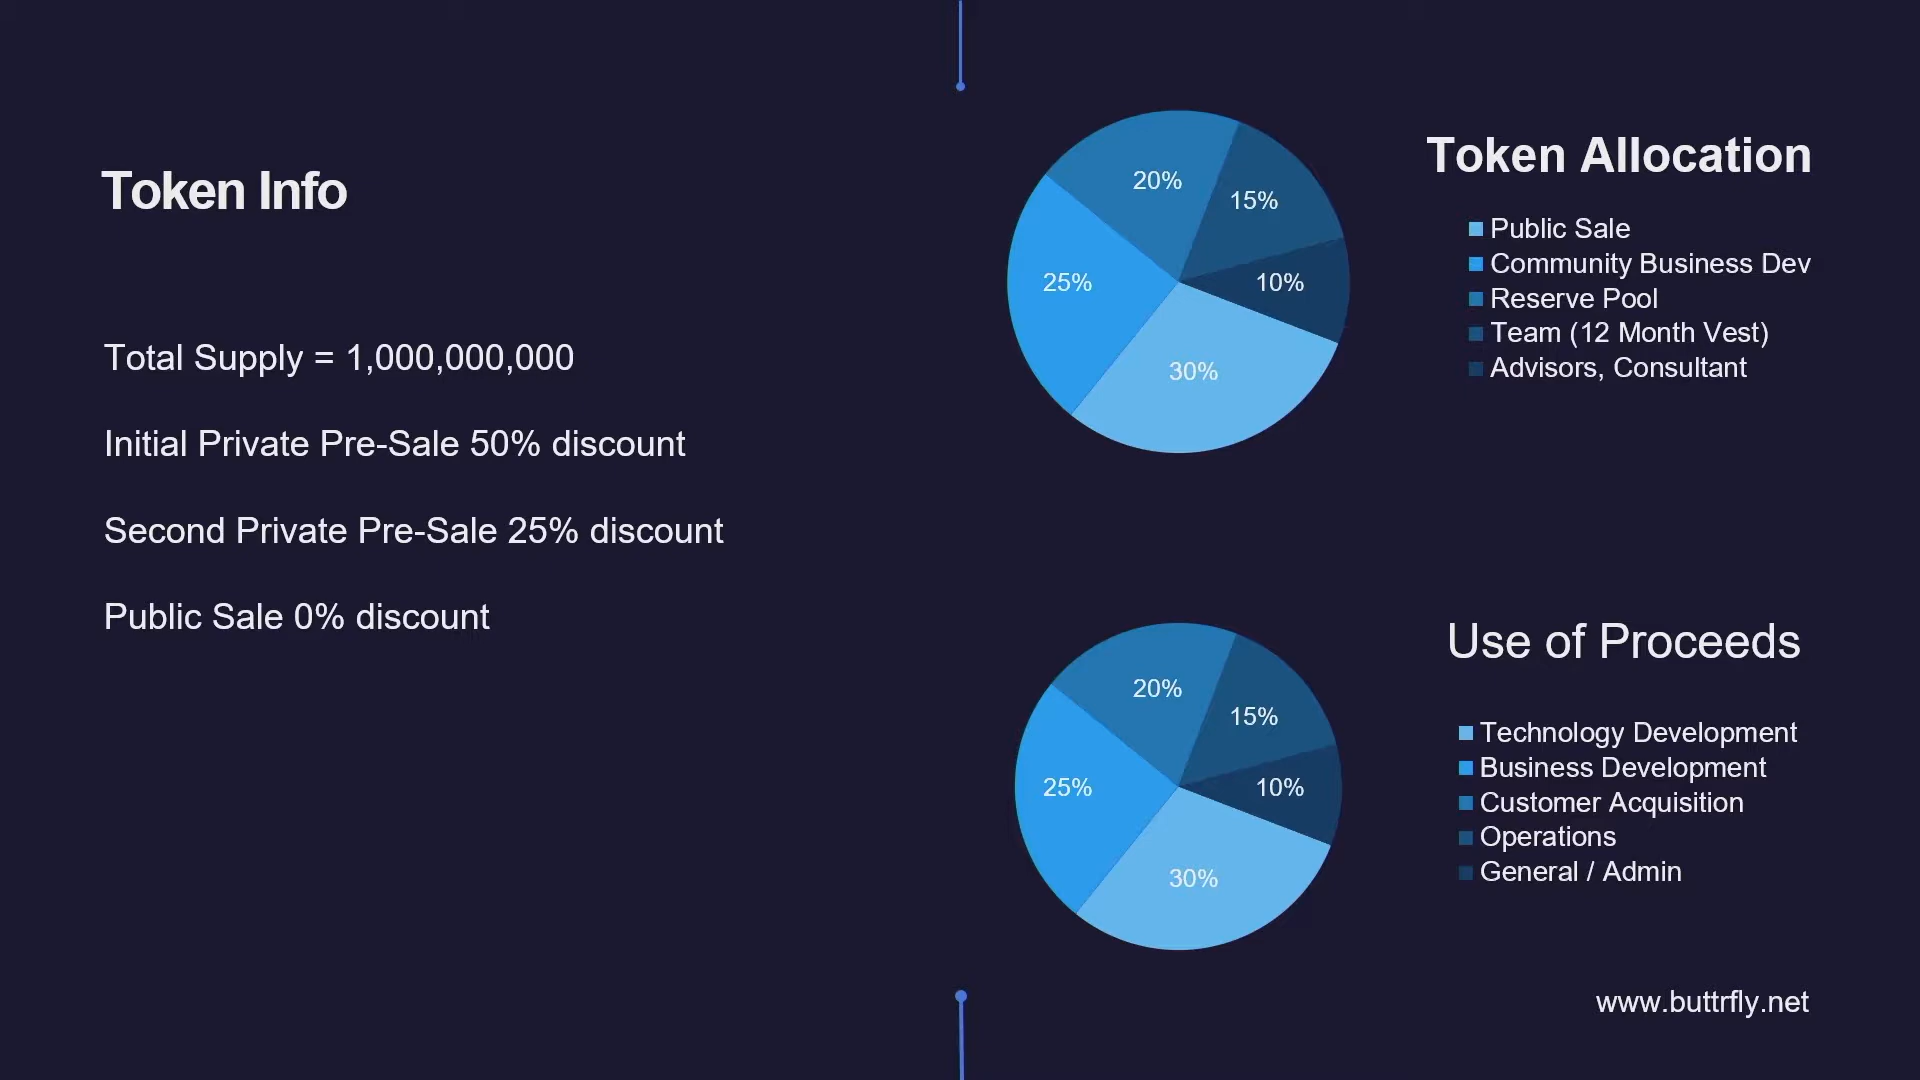 Token Info
Total Supply = 1,000,000,000
Initial Private Pre-Sale 50% discount
Second Private Pre-Sale 25% discount
Public Sale 0% discount
20%
15%
25%
10%
30%
Token Allocation
Public Sale
Community Business Dev
Reserve Pool
Team (12 Month Vest)
Advisors, Consultant
20%
15%
25%
10%
30%
Use of Proceeds
Technology Development
Business Development
Customer Acquisition
Operations
General / Admin
www.buttrfly.net